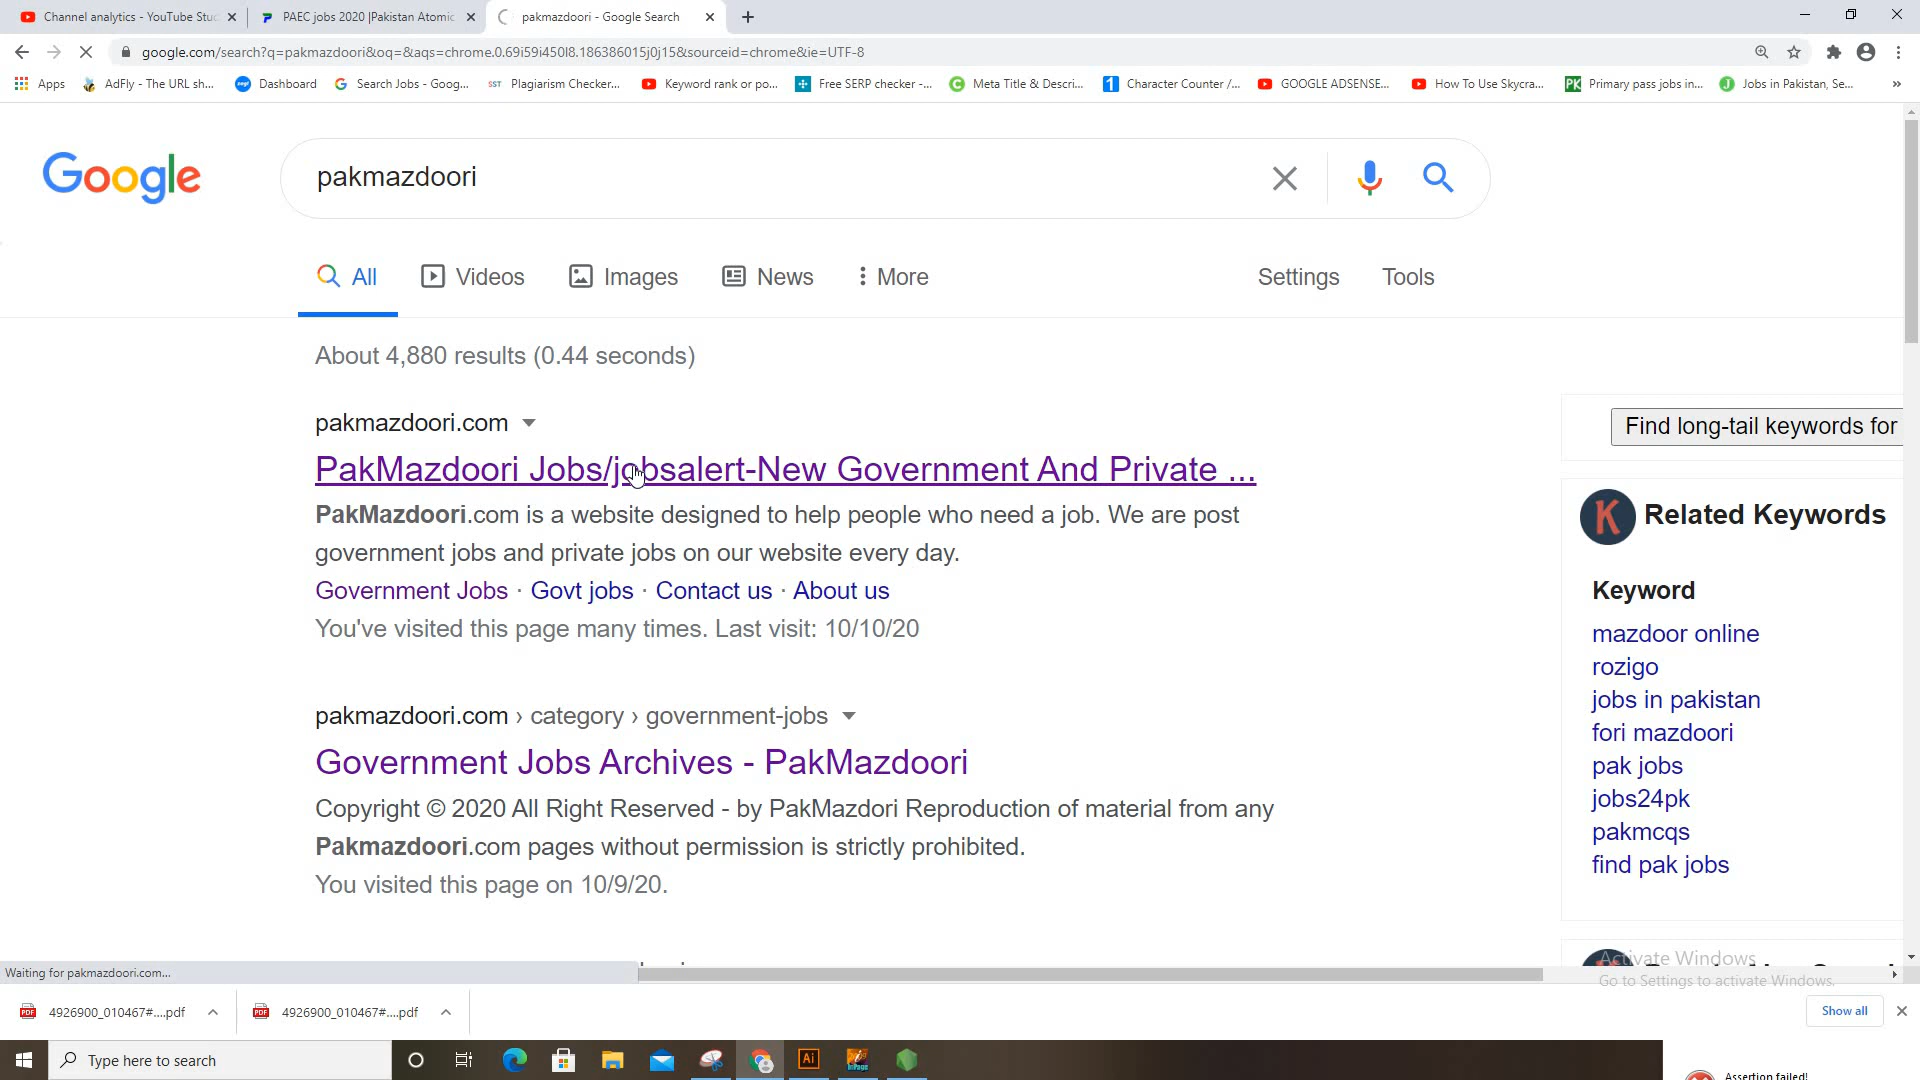 Channel analytics - YouTube Stu
PAEC jobs 2020 |Pakistan Atomic
pakmazdoori - Google Search
google.com/search?q=pakmazdoori&oq=&aqs=chrome.0.69i59i450l8.186386015j0j15&sourceid=chrome&ie=UTF-8
Apps
AdFly - The URL sh...
Dashboard
Search Jobs - Goog...
SST Plagiarism Checker...
Keyword rank or po...
Free SERP checker -...
Meta Title & Descri...
1 Character Counter /...
GOOGLE ADSENSE...
How To Use Skycra...
PK Primary pass jobs in...
J Jobs in Pakistan, Se...
»
Google
pakmazdoori
All
Videos
Images
News
More
Settings
Tools
About 4,880 results (0.44 seconds)
pakmazdoori.com
PakMazdoori Jobs/jobsalert-New Government And Private ...
PakMazdoori.com is a website designed to help people who need a job. We are post
government jobs and private jobs on our website every day.
Government Jobs · Govt jobs · Contact us · About us
You've visited this page many times. Last visit: 10/10/20
pakmazdoori.com › category › government-jobs
Government Jobs Archives - PakMazdoori
Copyright © 2020 All Right Reserved - by PakMazdori Reproduction of material from any
Pakmazdoori.com pages without permission is strictly prohibited.
You visited this page on 10/9/20.
Find long-tail keywords for
K Related Keywords
Keyword
mazdoor online
rozigo
jobs in pakistan
fori mazdoori
pak jobs
jobs24pk
pakmcqs
find pak jobs
Activate Windows
Go to Settings to activate Windows.
Waiting for pakmazdoori.com...
PDF 4926900_010467#....pdf
PDF 4926900_010467#....pdf
Show all
Type here to search
Ai
Assertion failed!